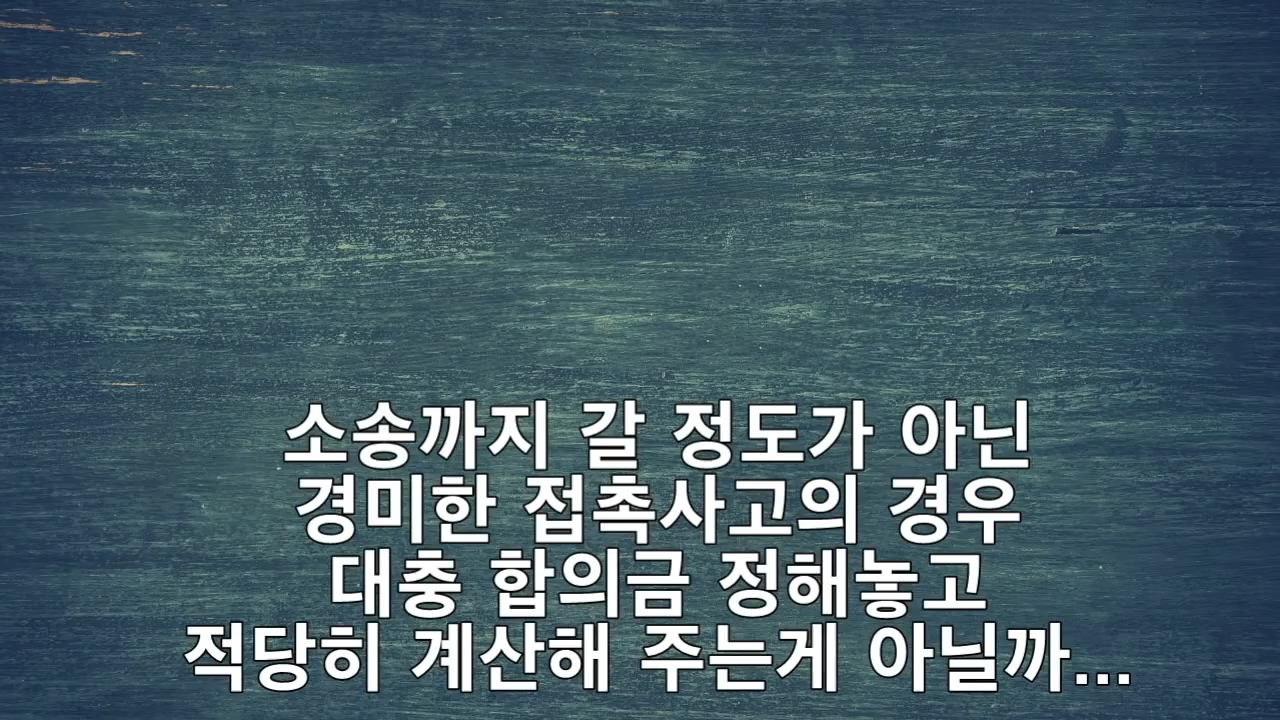 소송까지 갈 정도가 아닌
경미한 접촉사고의 경우
대충 합의금 정해놓고
적당히 계산해 주는게 아닐까...